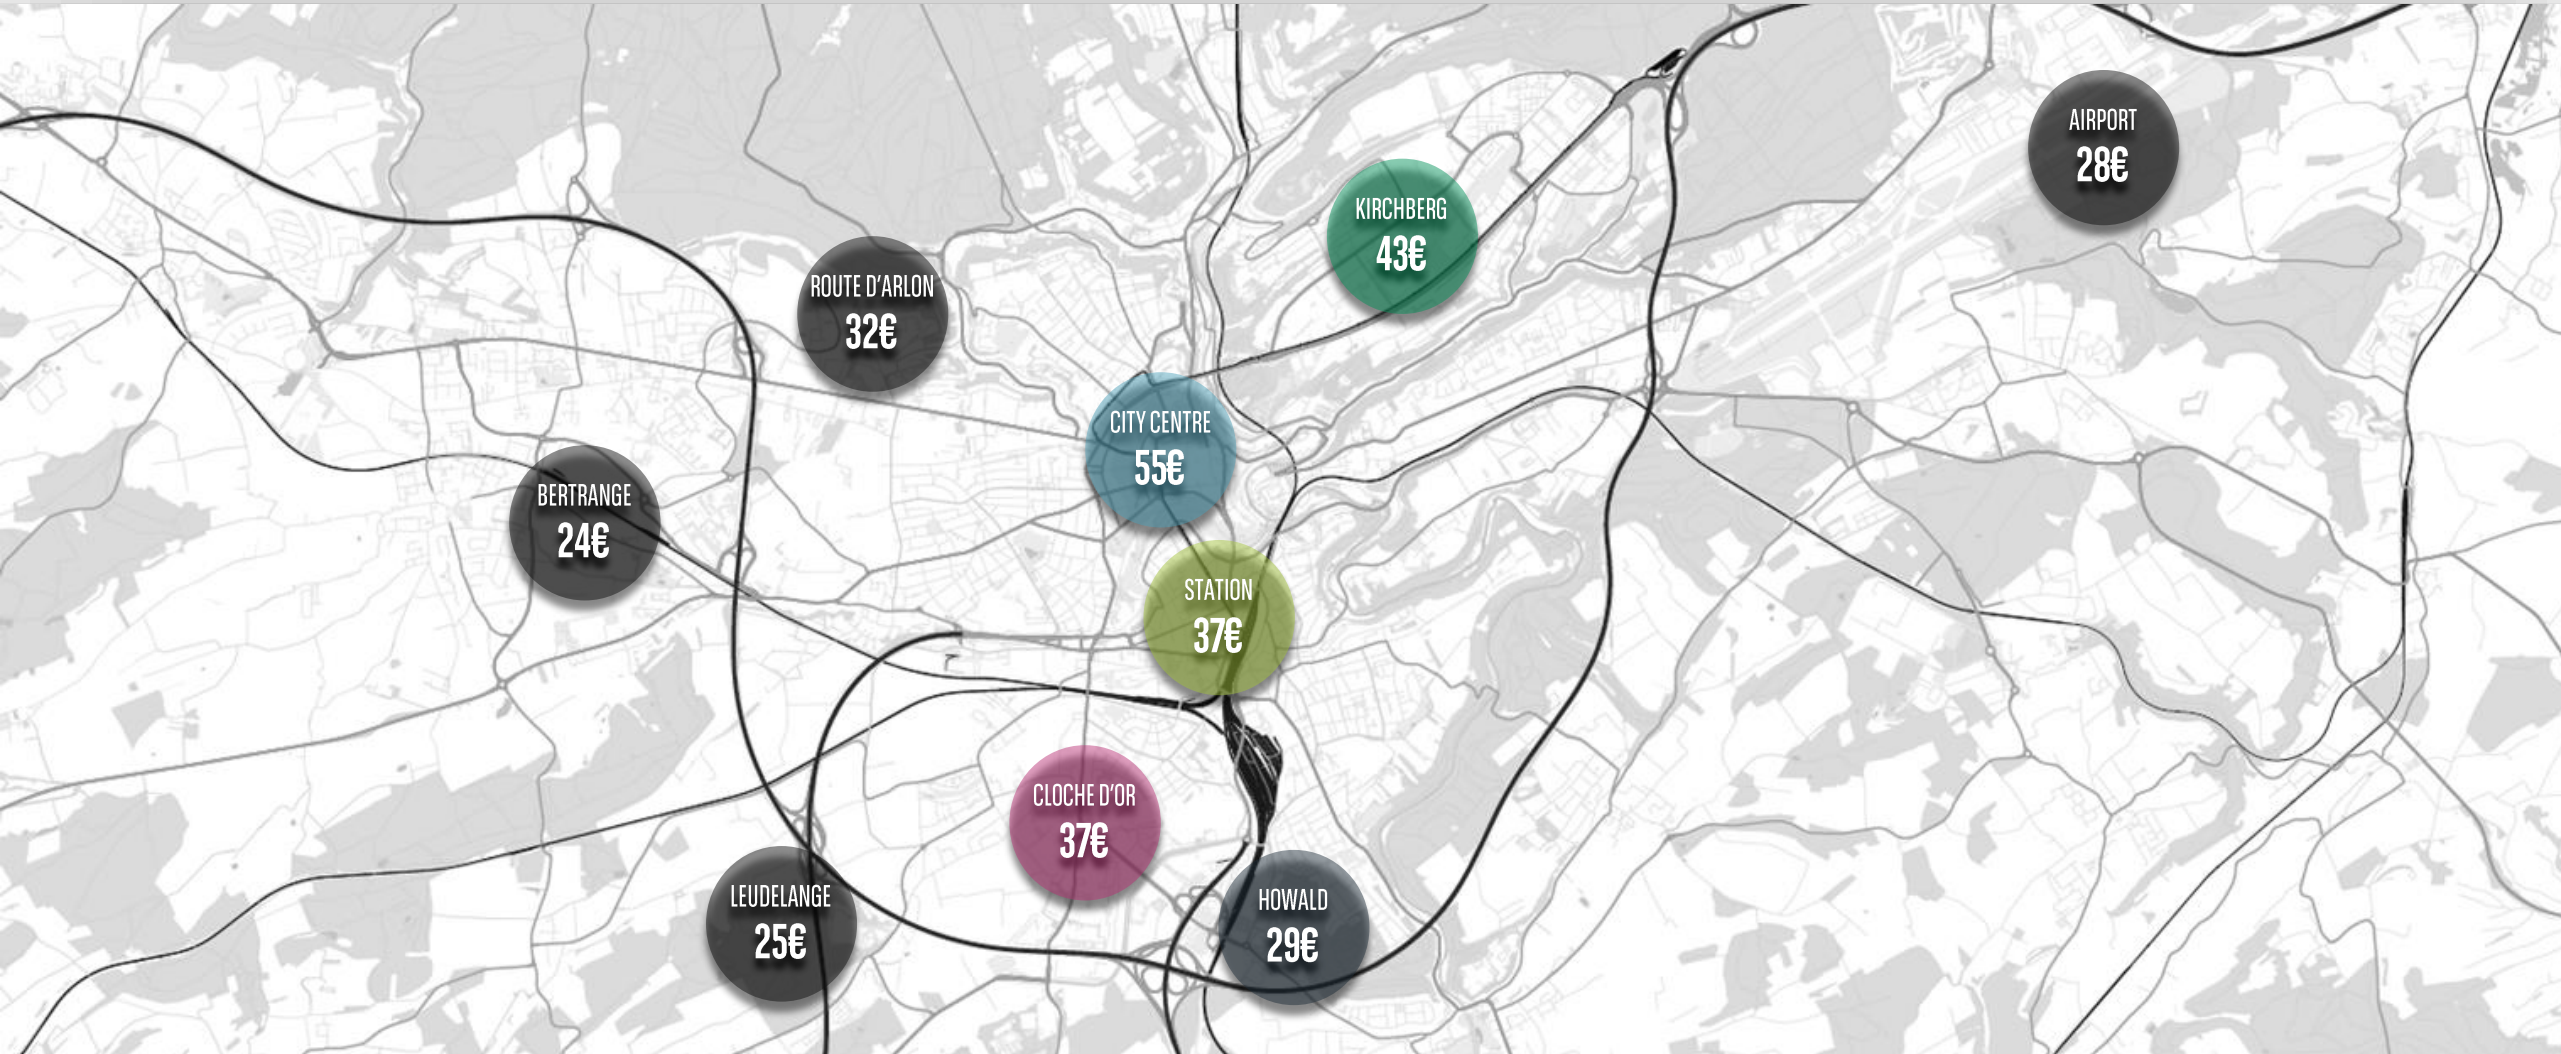 AIRPORT
28€
KIRCHBERG
43€
ROUTE D'ARLON
32€
CITY CENTRE
55€
BERTRANGE
24€
STATION
37€
CLOCHE D'OR
37€
LEUDELANGE
25€
HOWALD
29€